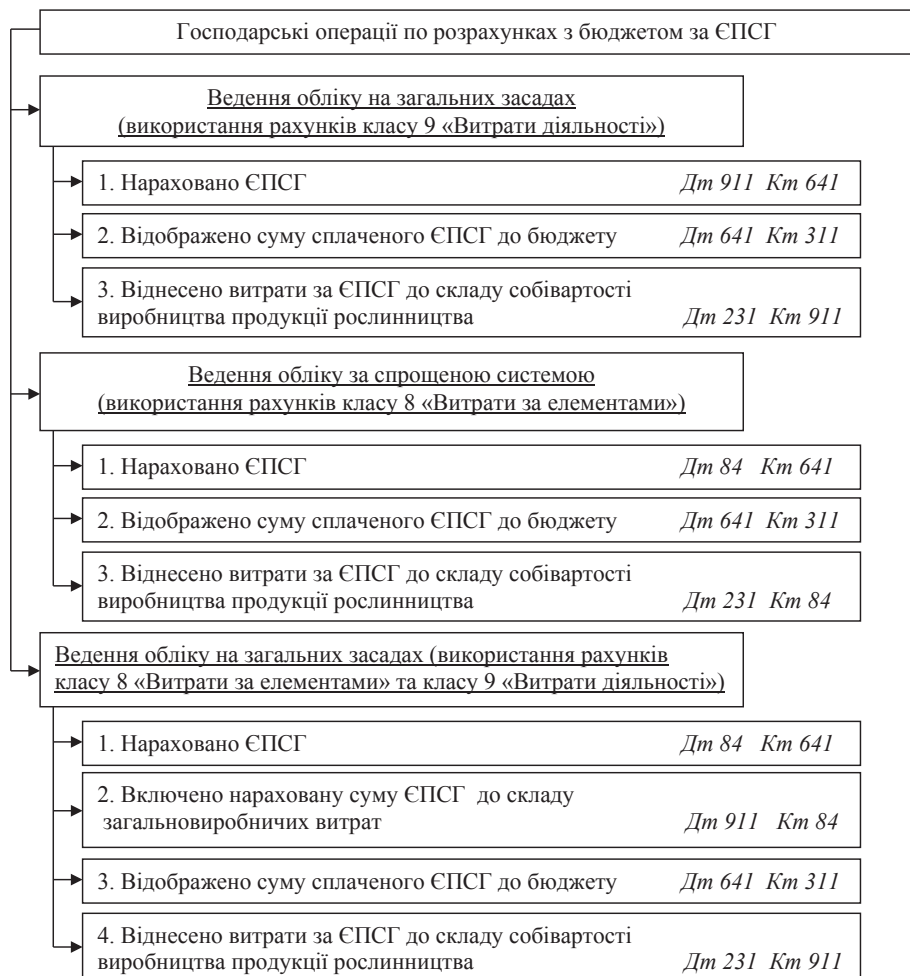 Господарські операції по розрахунках з бюджетом за ЄПСГ
Ведення обліку на загальних засадах
(використання рахунків класу 9 «Витрати діяльності»)
1. Нараховано ЄПСГ Дт 911 Кт 641
2. Відображено суму сплаченого ЄПСГ до бюджету Дт 641 Кт 311
3. Віднесено витрати за ЄПСГ до складу собівартості
виробництва продукції рослинництва Дт 231 Кт 911
Ведення обліку за спрощеною системою
(використання рахунків класу 8 «Витрати за елементами»)
1. Нараховано ЄПСГ Дт 84 Кт 641
2. Відображено суму сплаченого ЄПСГ до бюджету Дт 641 Кт 311
3. Віднесено витрати за ЄПСГ до складу собівартості
виробництва продукції рослинництва Дт 231 Кт 84
Ведення обліку на загальних засадах (використання рахунків
класу 8 «Витрати за елементами» та класу 9 «Витрати діяльності»)
1. Нараховано ЄПСГ Дт 84 Кт 641
2. Включено нараховану суму ЄПСГ до складу
загальновиробничих витрат Дт 911 Кт 84
3. Відображено суму сплаченого ЄПСГ до бюджету Дт 641 Кт 311
4. Віднесено витрати за ЄПСГ до складу собівартості
виробництва продукції рослинництва Дт 231 Кт 911